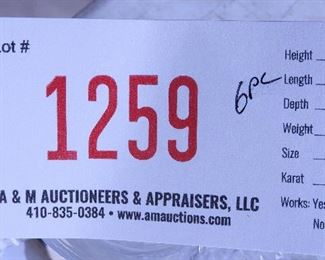 Lot #
1259
6PC
Height
Length
Depth
Weight
Size
Karat
Works: Yes
No
A & M AUCTIONEERS & APPRAISERS, LLC
410-835-0384 • www.amauctions.com